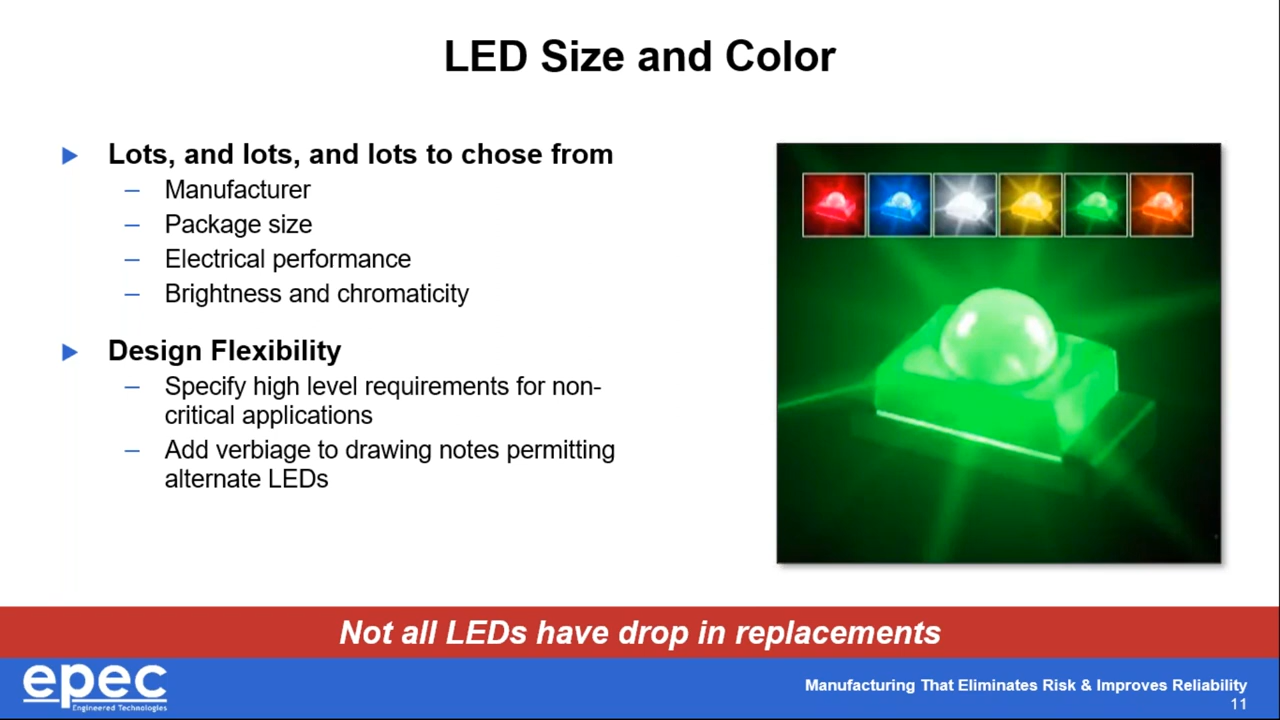 LED Size and Color
Lots, and lots, and lots to chose from
– Manufacturer
– Package size
– Electrical performance
– Brightness and chromaticity
Design Flexibility
– Specify high level requirements for non-
critical applications
– Add verbiage to drawing notes permitting
alternate LEDs
Not all LEDs have drop in replacements
epec
Engineered Technologies
Manufacturing That Eliminates Risk & Improves Reliability
11